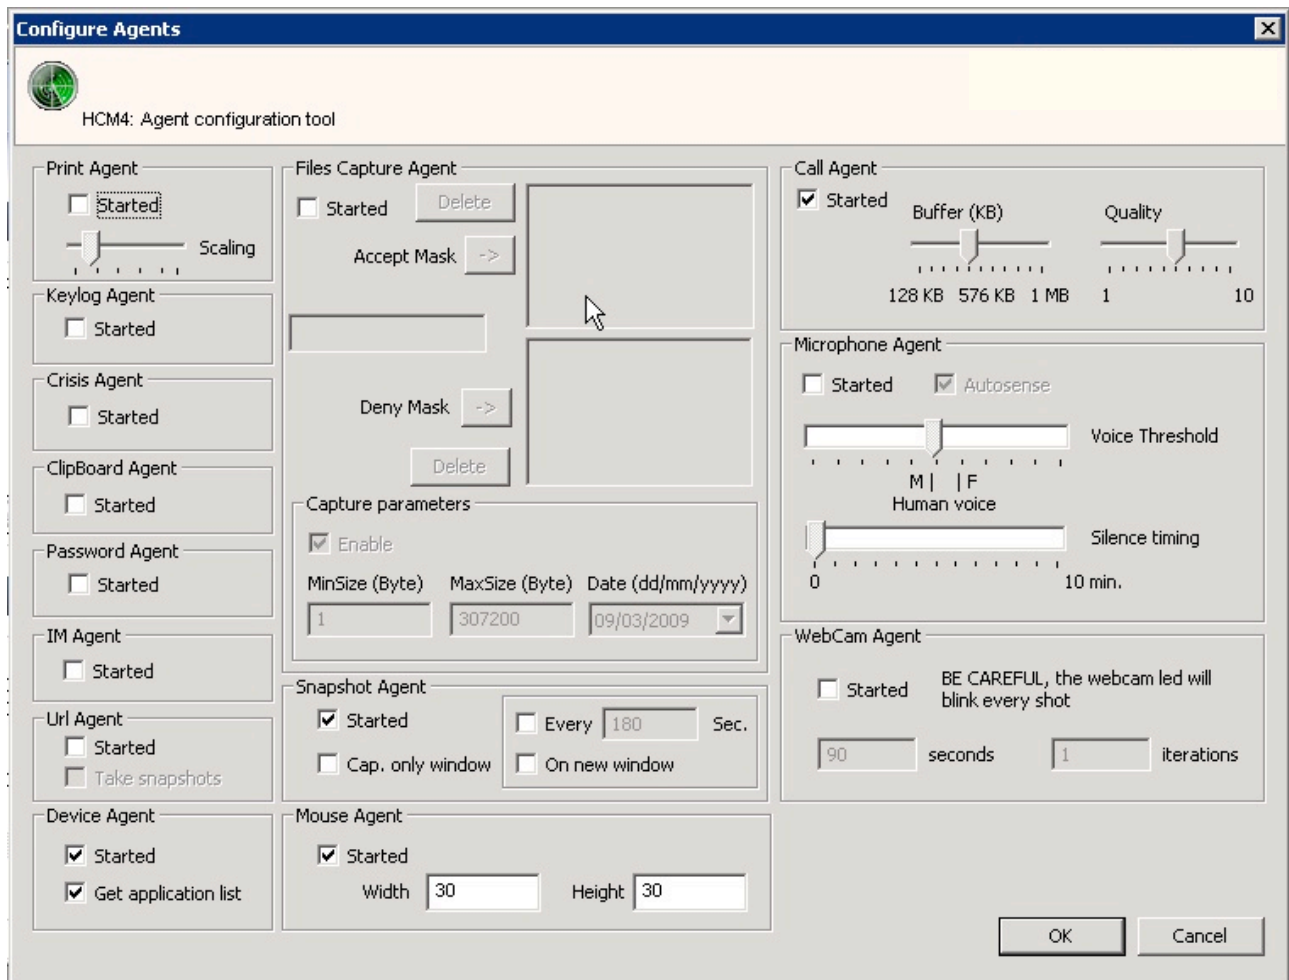 Configure Agents
HCM4: Agent configuration tool
Print Agent
Started
Scaling
Keylog Agent
Started
Crisis Agent
Started
ClipBoard Agent
Started
Password Agent
Started
IM Agent
Started
Url Agent
Started
Take snapshots
Device Agent
Started
Get application list
Files Capture Agent
Started
Delete
Accept Mask
->
Deny Mask
->
Delete
Capture parameters
Enable
MinSize (Byte) MaxSize (Byte) Date (dd/mm/yyyy)
1 307200 09/03/2009
Snapshot Agent
Started
Every 180 Sec.
Cap. only window
On new window
Mouse Agent
Started
Width 30 Height 30
Call Agent
Started
Buffer (KB) Quality
128 KB 576 KB 1 MB 1 10
Microphone Agent
Started Autosense
Voice Threshold
M| |F
Human voice
Silence timing
0 10 min.
WebCam Agent
Started
BE CAREFUL, the webcam led will
blink every shot
90 seconds 1 iterations
OK Cancel